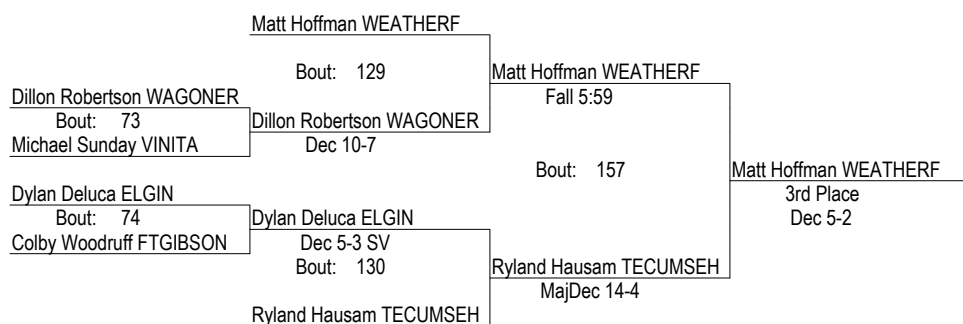 Matt Hoffman WEATHERF
Bout: 129
Matt Hoffman WEATHERF
Fall 5:59
Dillon Robertson WAGONER
Bout: 73
Dillon Robertson WAGONER
Michael Sunday VINITA
Dec 10-7
Bout: 157
Matt Hoffman WEATHERF
3rd Place
Dec 5-2
Dylan Deluca ELGIN
Bout: 74
Dylan Deluca ELGIN
Colby Woodruff FTGIBSON
Dec 5-3 SV
Bout: 130
Ryland Hausam TECUMSEH
MajDec 14-4
Ryland Hausam TECUMSEH